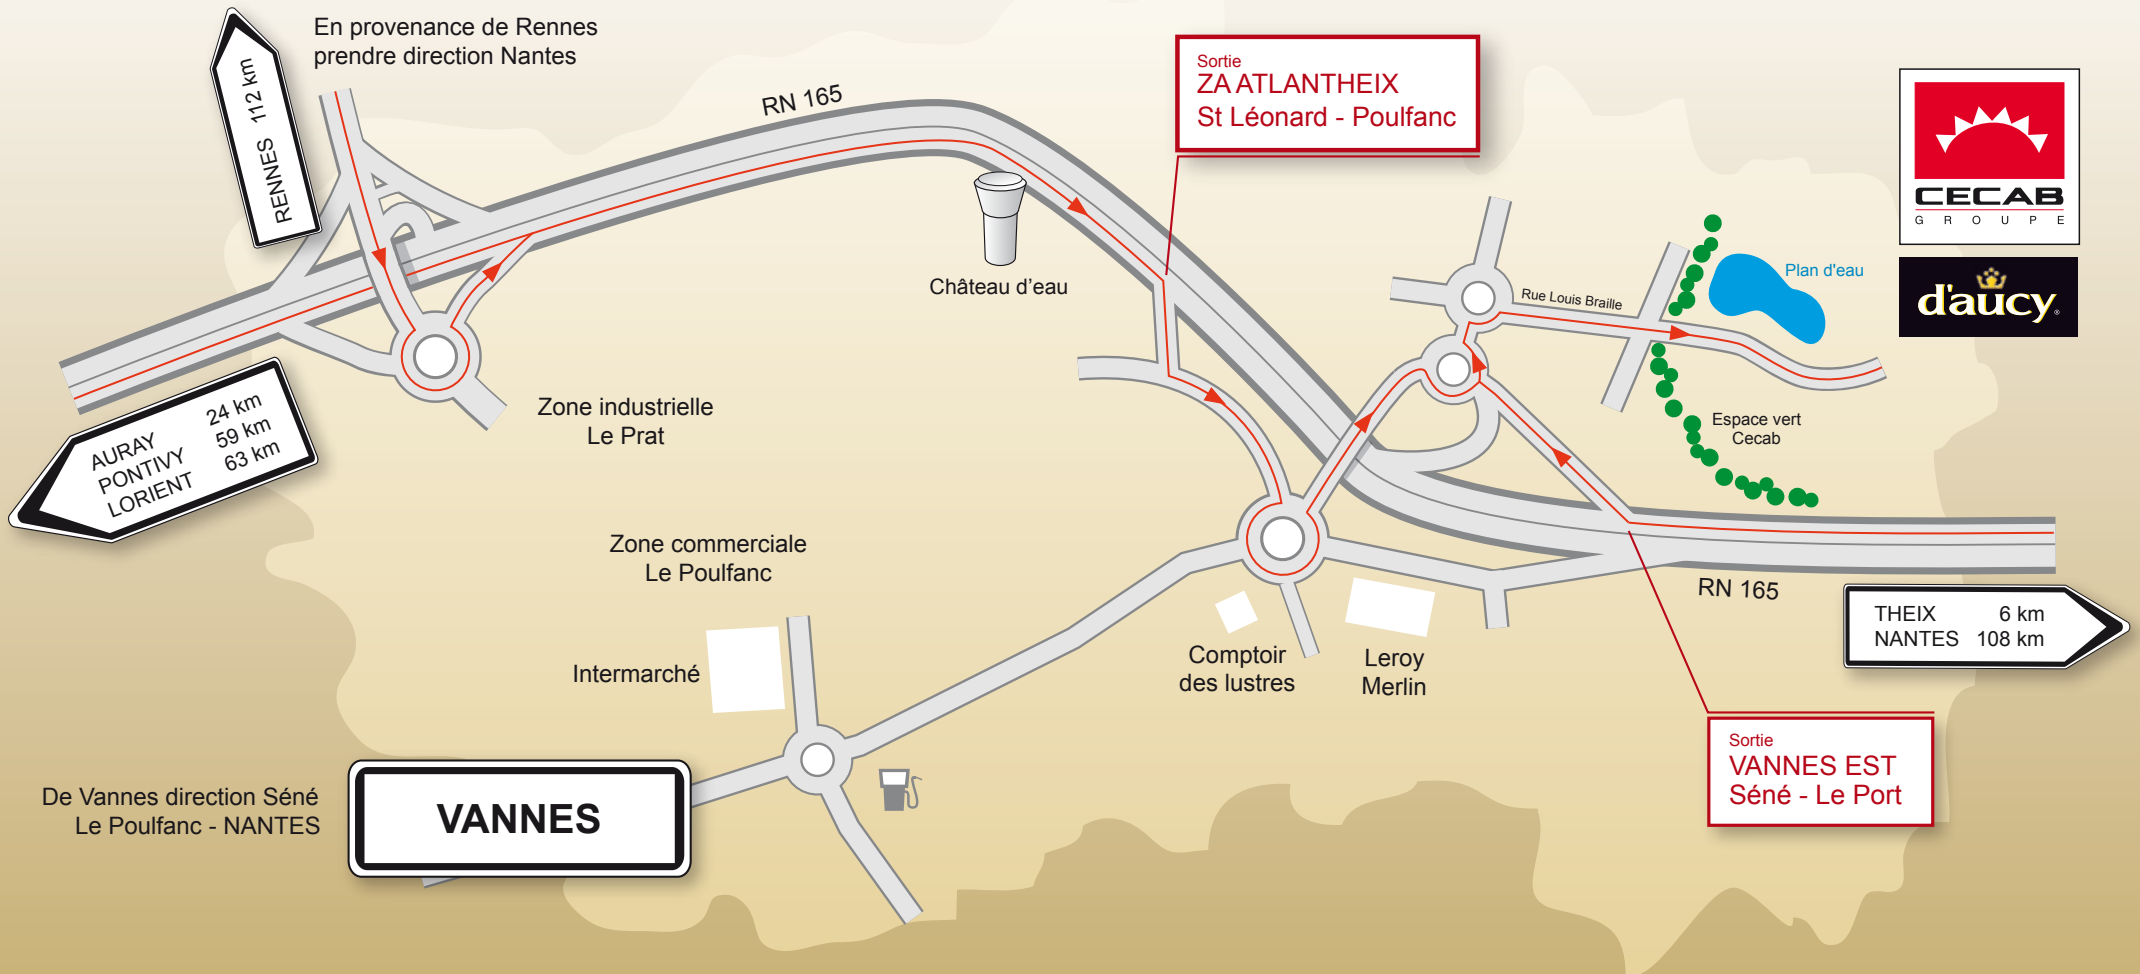 En provenance de Rennes
prendre direction Nantes
RENNES 112 km
RN 165
Sortie
ZA ATLANTHEIX
St Léonard - Poulfanc
CECAB
GROUPE
d'aucy®
Château d'eau
Rue Louis Braille
Plan d'eau
Espace vert
Cecab
AURAY 24 km
PONTIVY 59 km
LORIENT 63 km
Zone industrielle
Le Prat
Zone commerciale
Le Poulfanc
Intermarché
Comptoir
des lustres
Leroy
Merlin
RN 165
THEIX 6 km
NANTES 108 km
Sortie
VANNES EST
Séné - Le Port
De Vannes direction Séné
Le Poulfanc - NANTES
VANNES